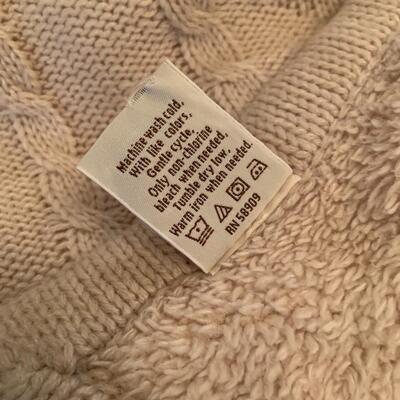 Machine wash cold,
With like colors,
Gentle cycle,
Only non-chlorine
bleach when needed,
Tumble dry low,
Warm iron when needed.
RN 58909